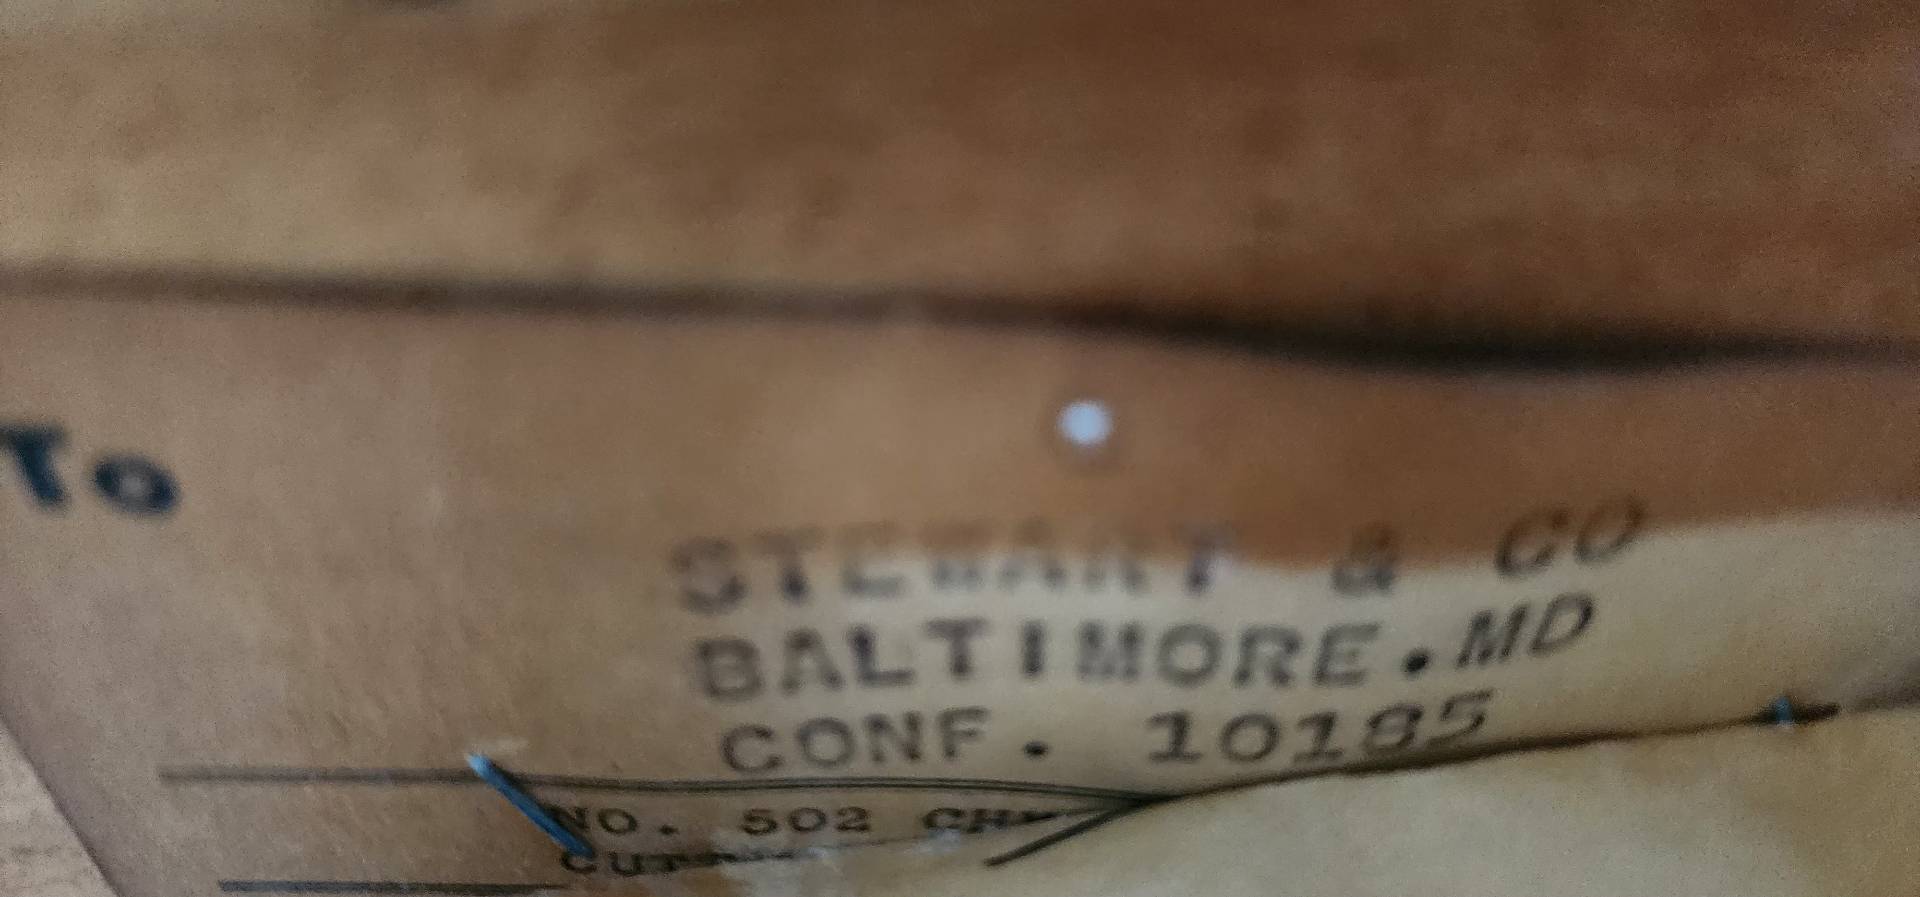 To
STEWART & CO
BALTIMORE.MD
CONF. 10185
NO. 502